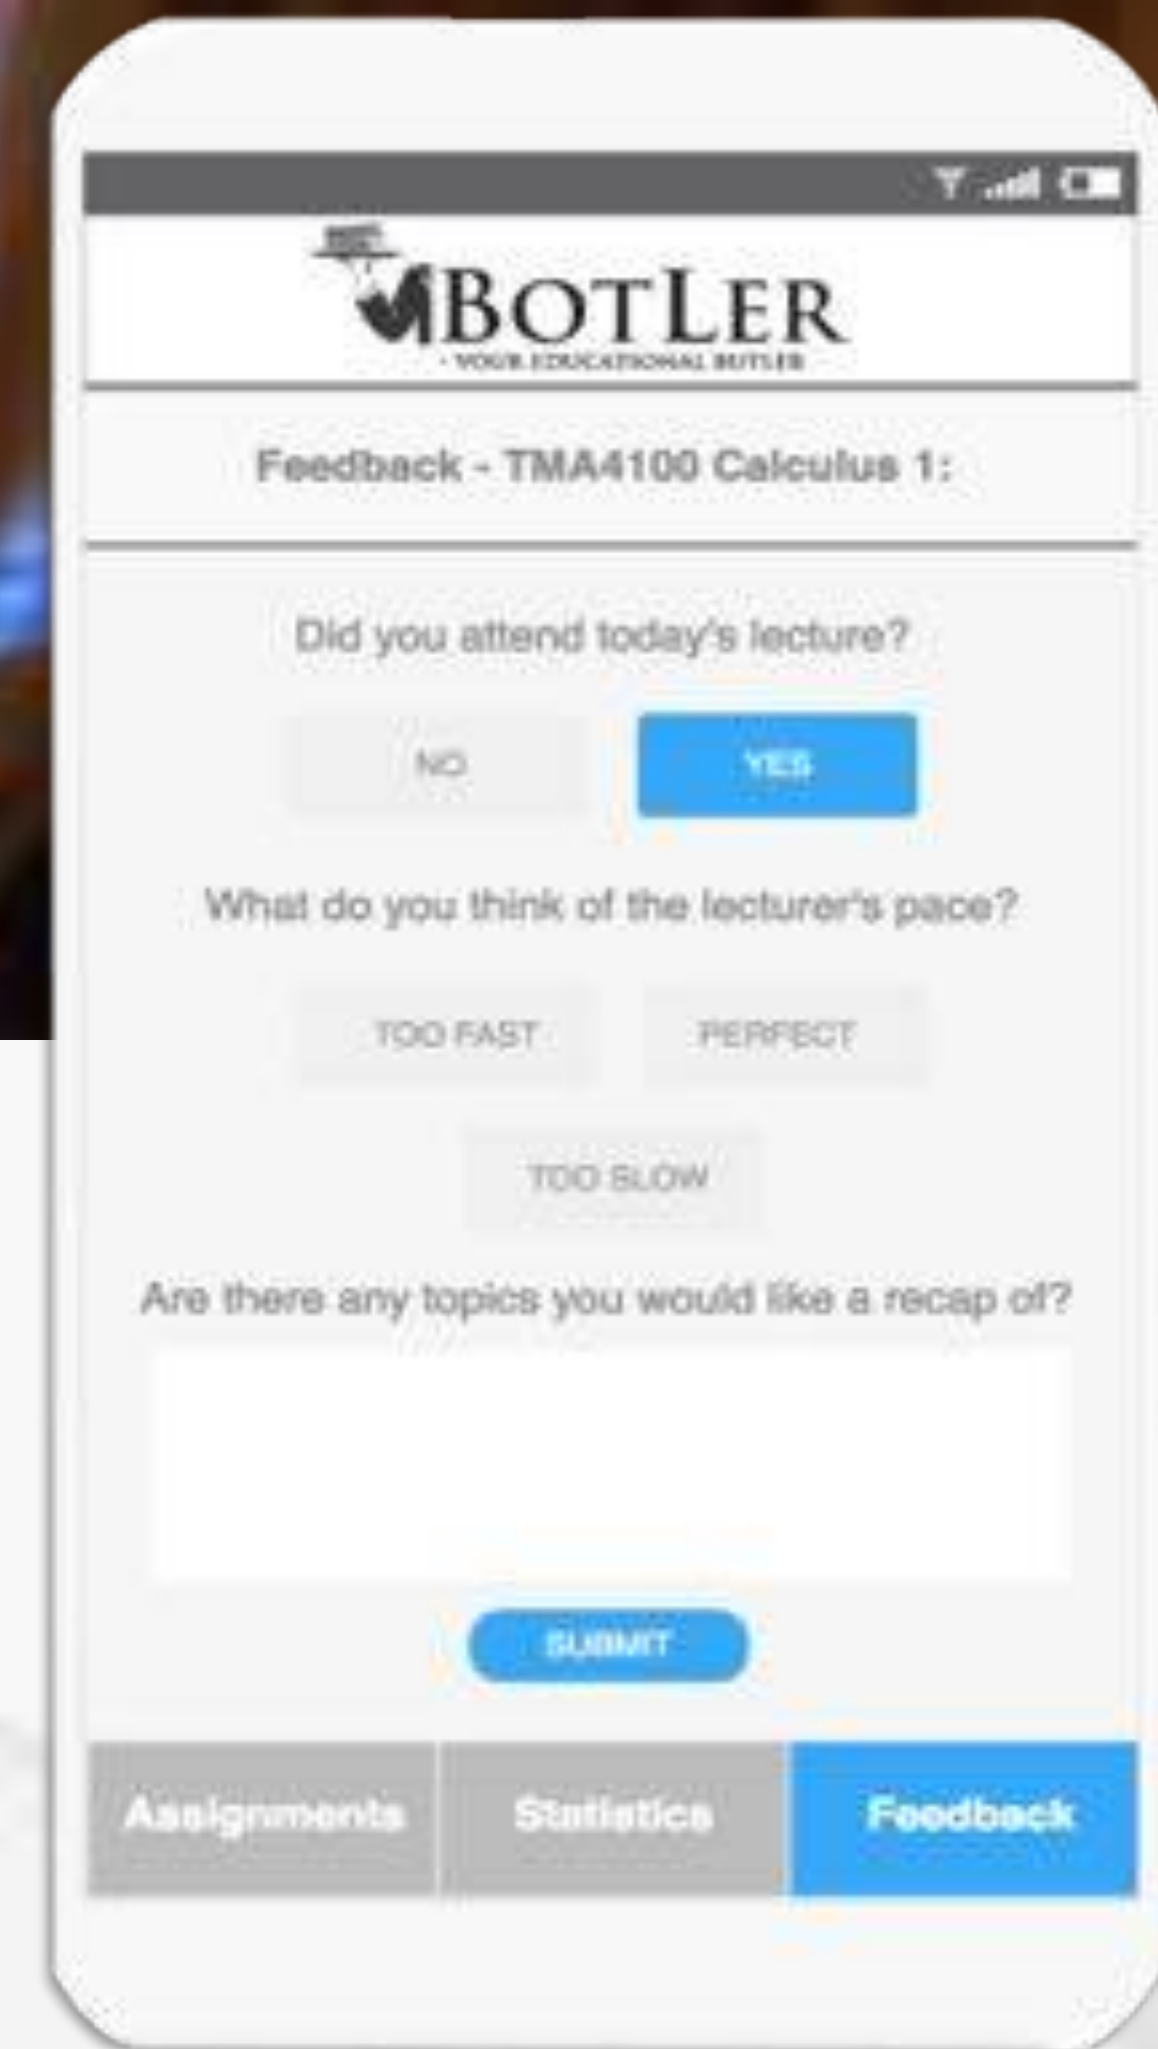 BOTLER
- YOUR EDUCATIONAL BUTLER
Feedback - TMA4100 Calculus 1:
Did you attend today's lecture?
NO YES
What do you think of the lecturer's pace?
TOO FAST PERFECT
TOO SLOW
Are there any topics you would like a recap of?
SUBMIT
Assignments Statistics Feedback